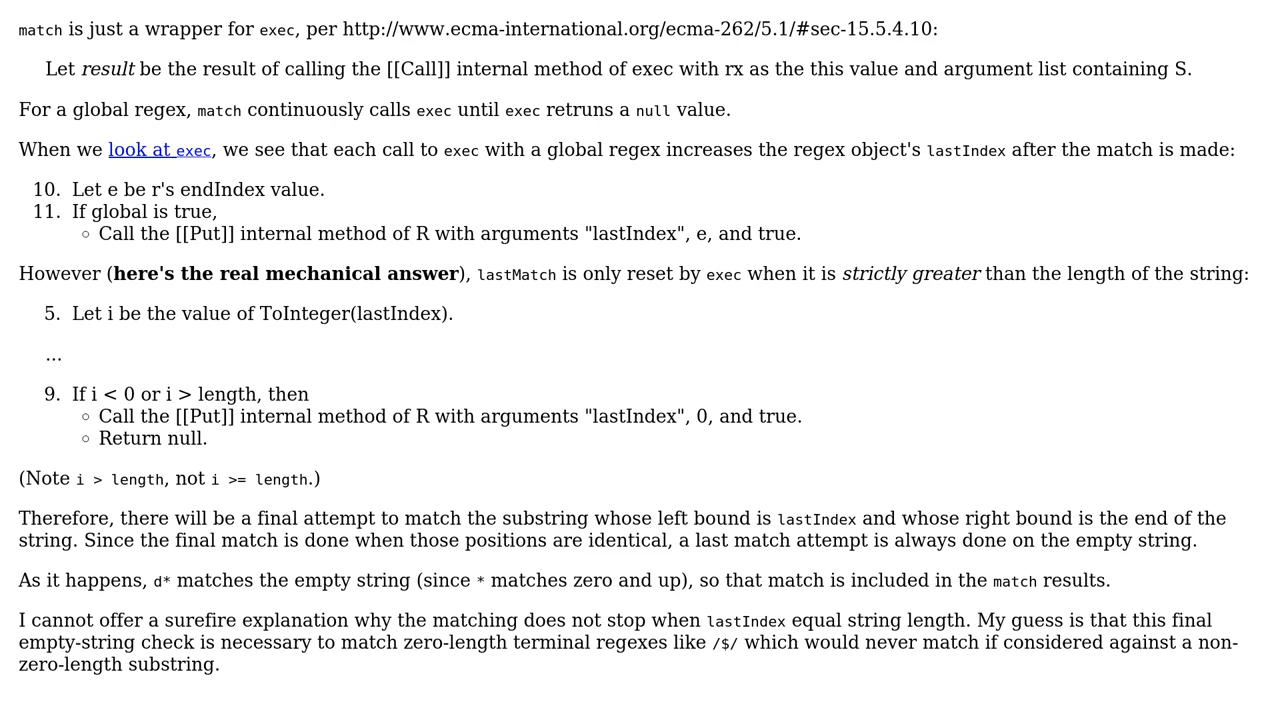 match is just a wrapper for exec, per http://www.ecma-international.org/ecma-262/5.1/#sec-15.5.4.10:
Let result be the result of calling the [[Call]] internal method of exec with rx as the this value and argument list containing S.
For a global regex, match continuously calls exec until exec retruns a null value.
When we look at exec, we see that each call to exec with a global regex increases the regex object's lastIndex after the match is made:
10. Let e be r's endIndex value.
11. If global is true,
◦ Call the [[Put]] internal method of R with arguments "lastIndex", e, and true.
However (here's the real mechanical answer), lastMatch is only reset by exec when it is strictly greater than the length of the string:
5. Let i be the value of ToInteger(lastIndex).
...
9. If i < 0 or i > length, then
◦ Call the [[Put]] internal method of R with arguments "lastIndex", 0, and true.
◦ Return null.
(Note i > length, not i >= length.)
Therefore, there will be a final attempt to match the substring whose left bound is lastIndex and whose right bound is the end of the
string. Since the final match is done when those positions are identical, a last match attempt is always done on the empty string.
As it happens, d* matches the empty string (since * matches zero and up), so that match is included in the match results.
I cannot offer a surefire explanation why the matching does not stop when lastIndex equal string length. My guess is that this final
empty-string check is necessary to match zero-length terminal regexes like /$/ which would never match if considered against a non-
zero-length substring.